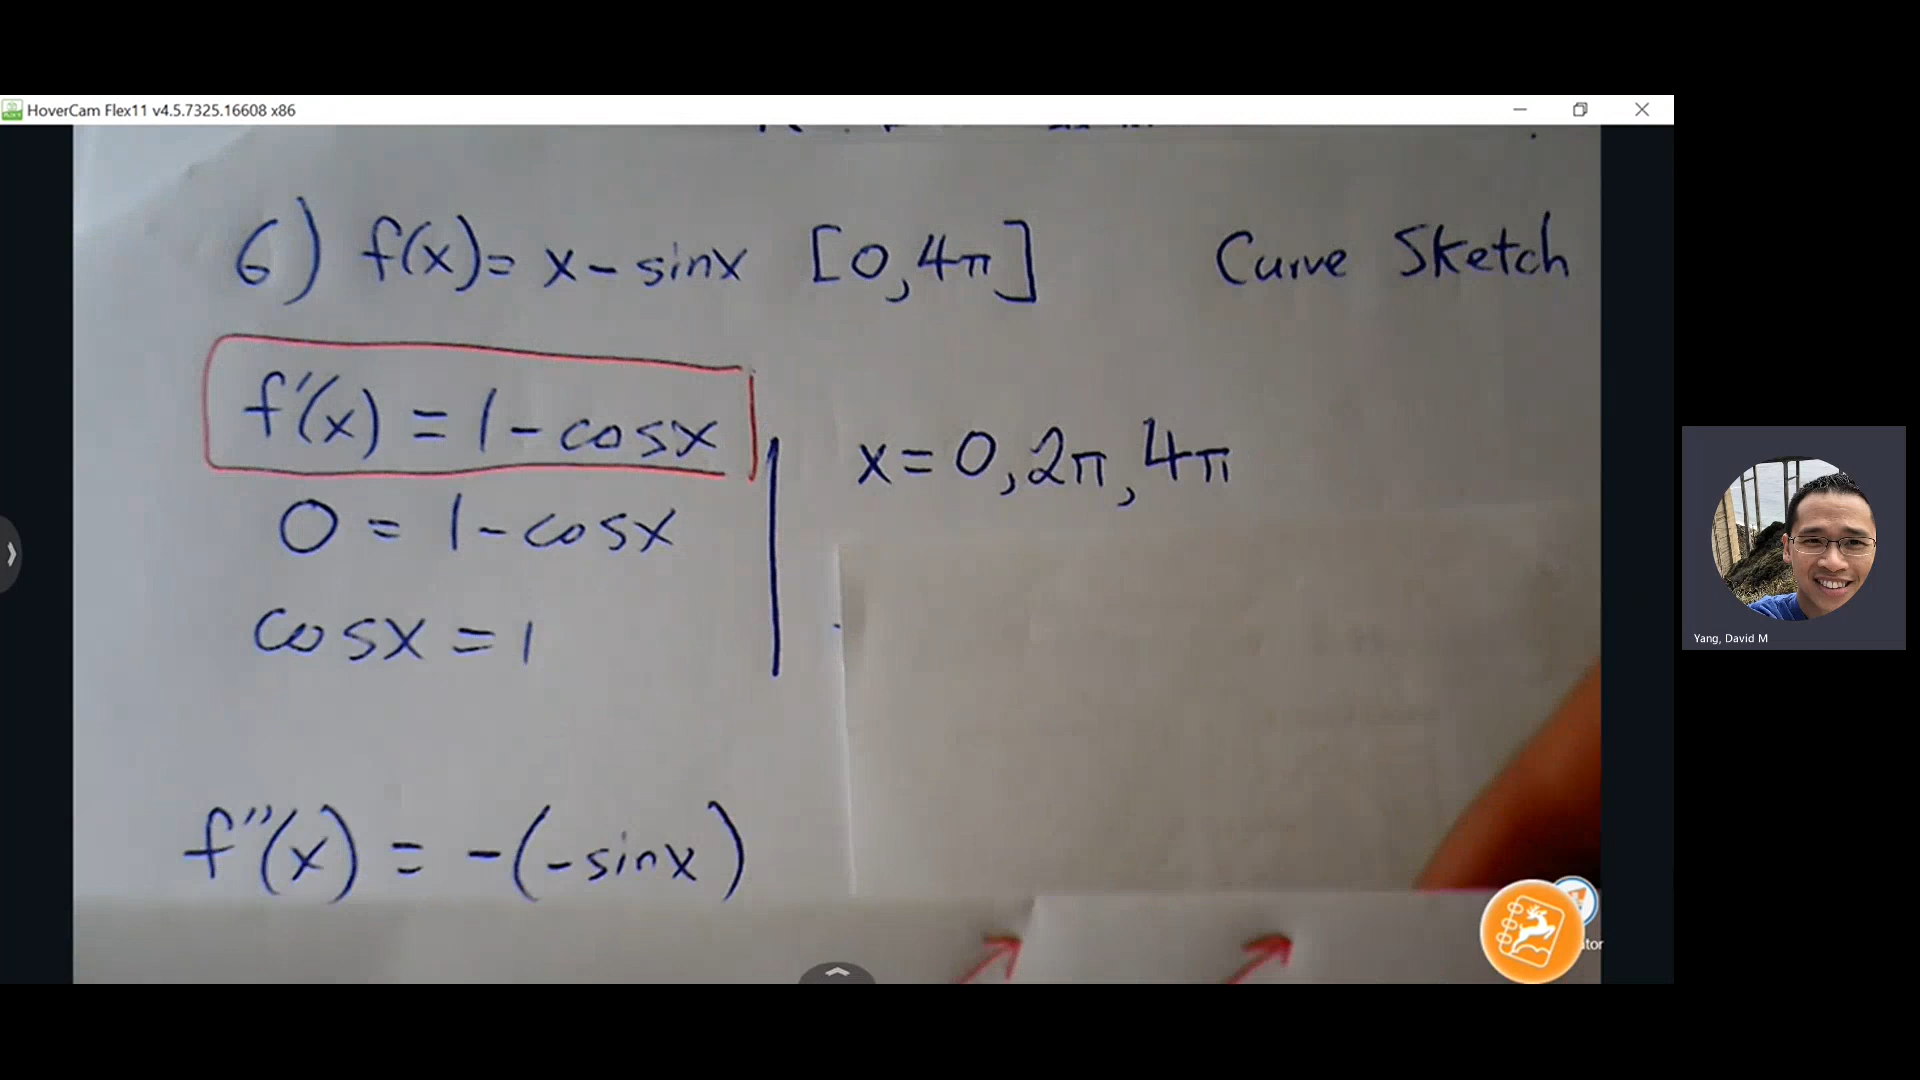 HoverCam Flex11 v4.5.7325.16608 x86
6) f(x) = x - sinx [0, 4π] Curve Sketch
f'(x) = 1 - cosx
x = 0, 2π, 4π
0 = 1 - cosx
cosx = 1
f''(x) = -(-sinx)
Yang, David M